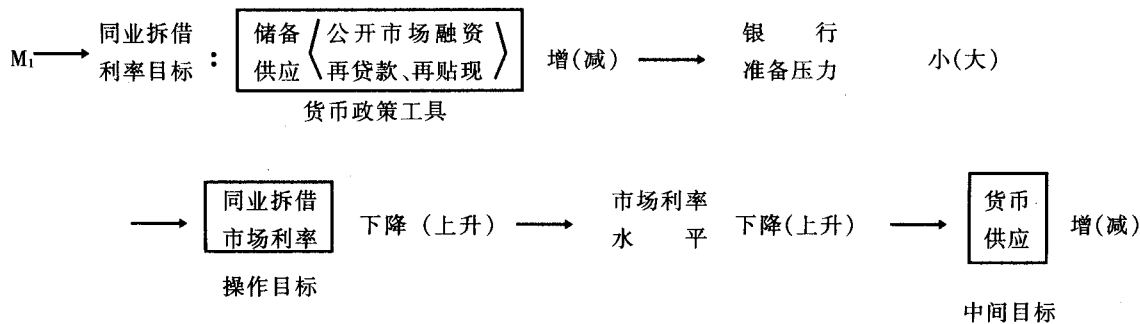 同业拆借 储备 公开市场融资 银 行
M₁ 利率目标 : 供应 再贷款、再贴现 增(减) 准备压力 小(大)
货币政策工具
同业拆借 市场利率 货币
市场利率 下降 (上升) 水 平 下降(上升) 供应 增(减)
操作目标
中间目标